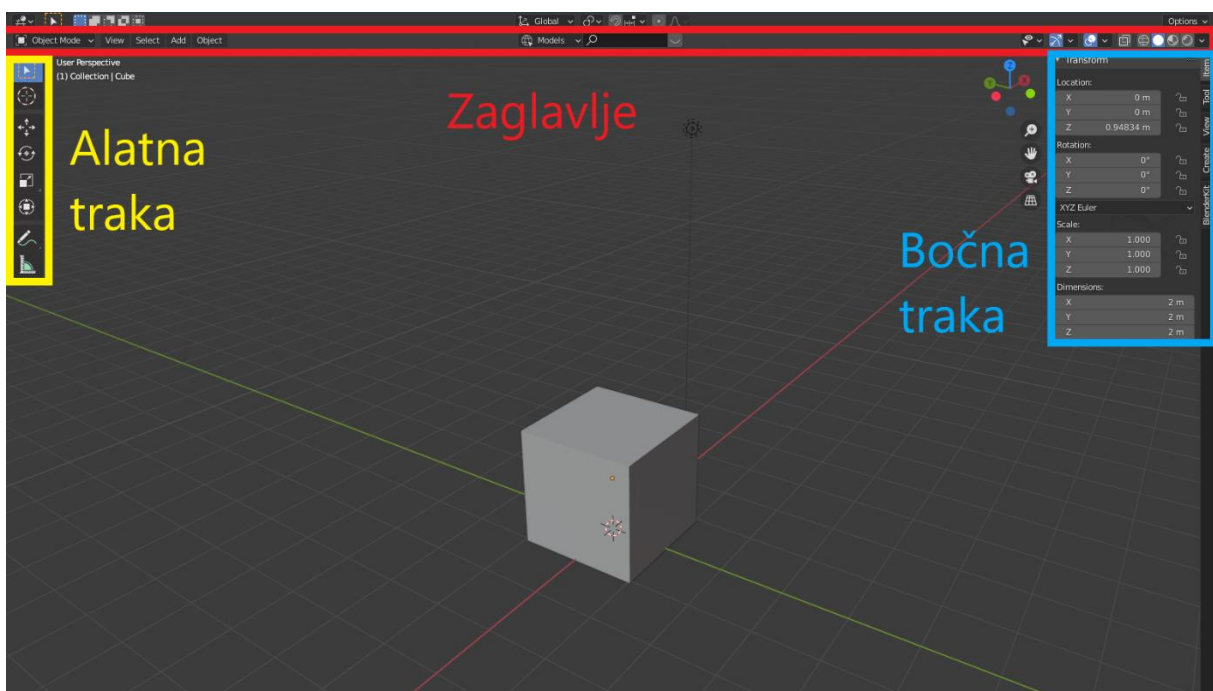 Global
Options
Object Mode View Select Add Object
Models
User Perspective
(1) Collection | Cube
Zaglavlje
Alatna
traka
Bočna
traka
Z
Y
X
Transform
Location:
X 0 m
Y 0 m
Z 0.94834 m
Rotation:
X 0°
Y 0°
Z 0°
XYZ Euler
Scale:
X 1.000
Y 1.000
Z 1.000
Dimensions:
X 2 m
Y 2 m
Z 2 m
Item
Tool
View
Create
BlenderKit